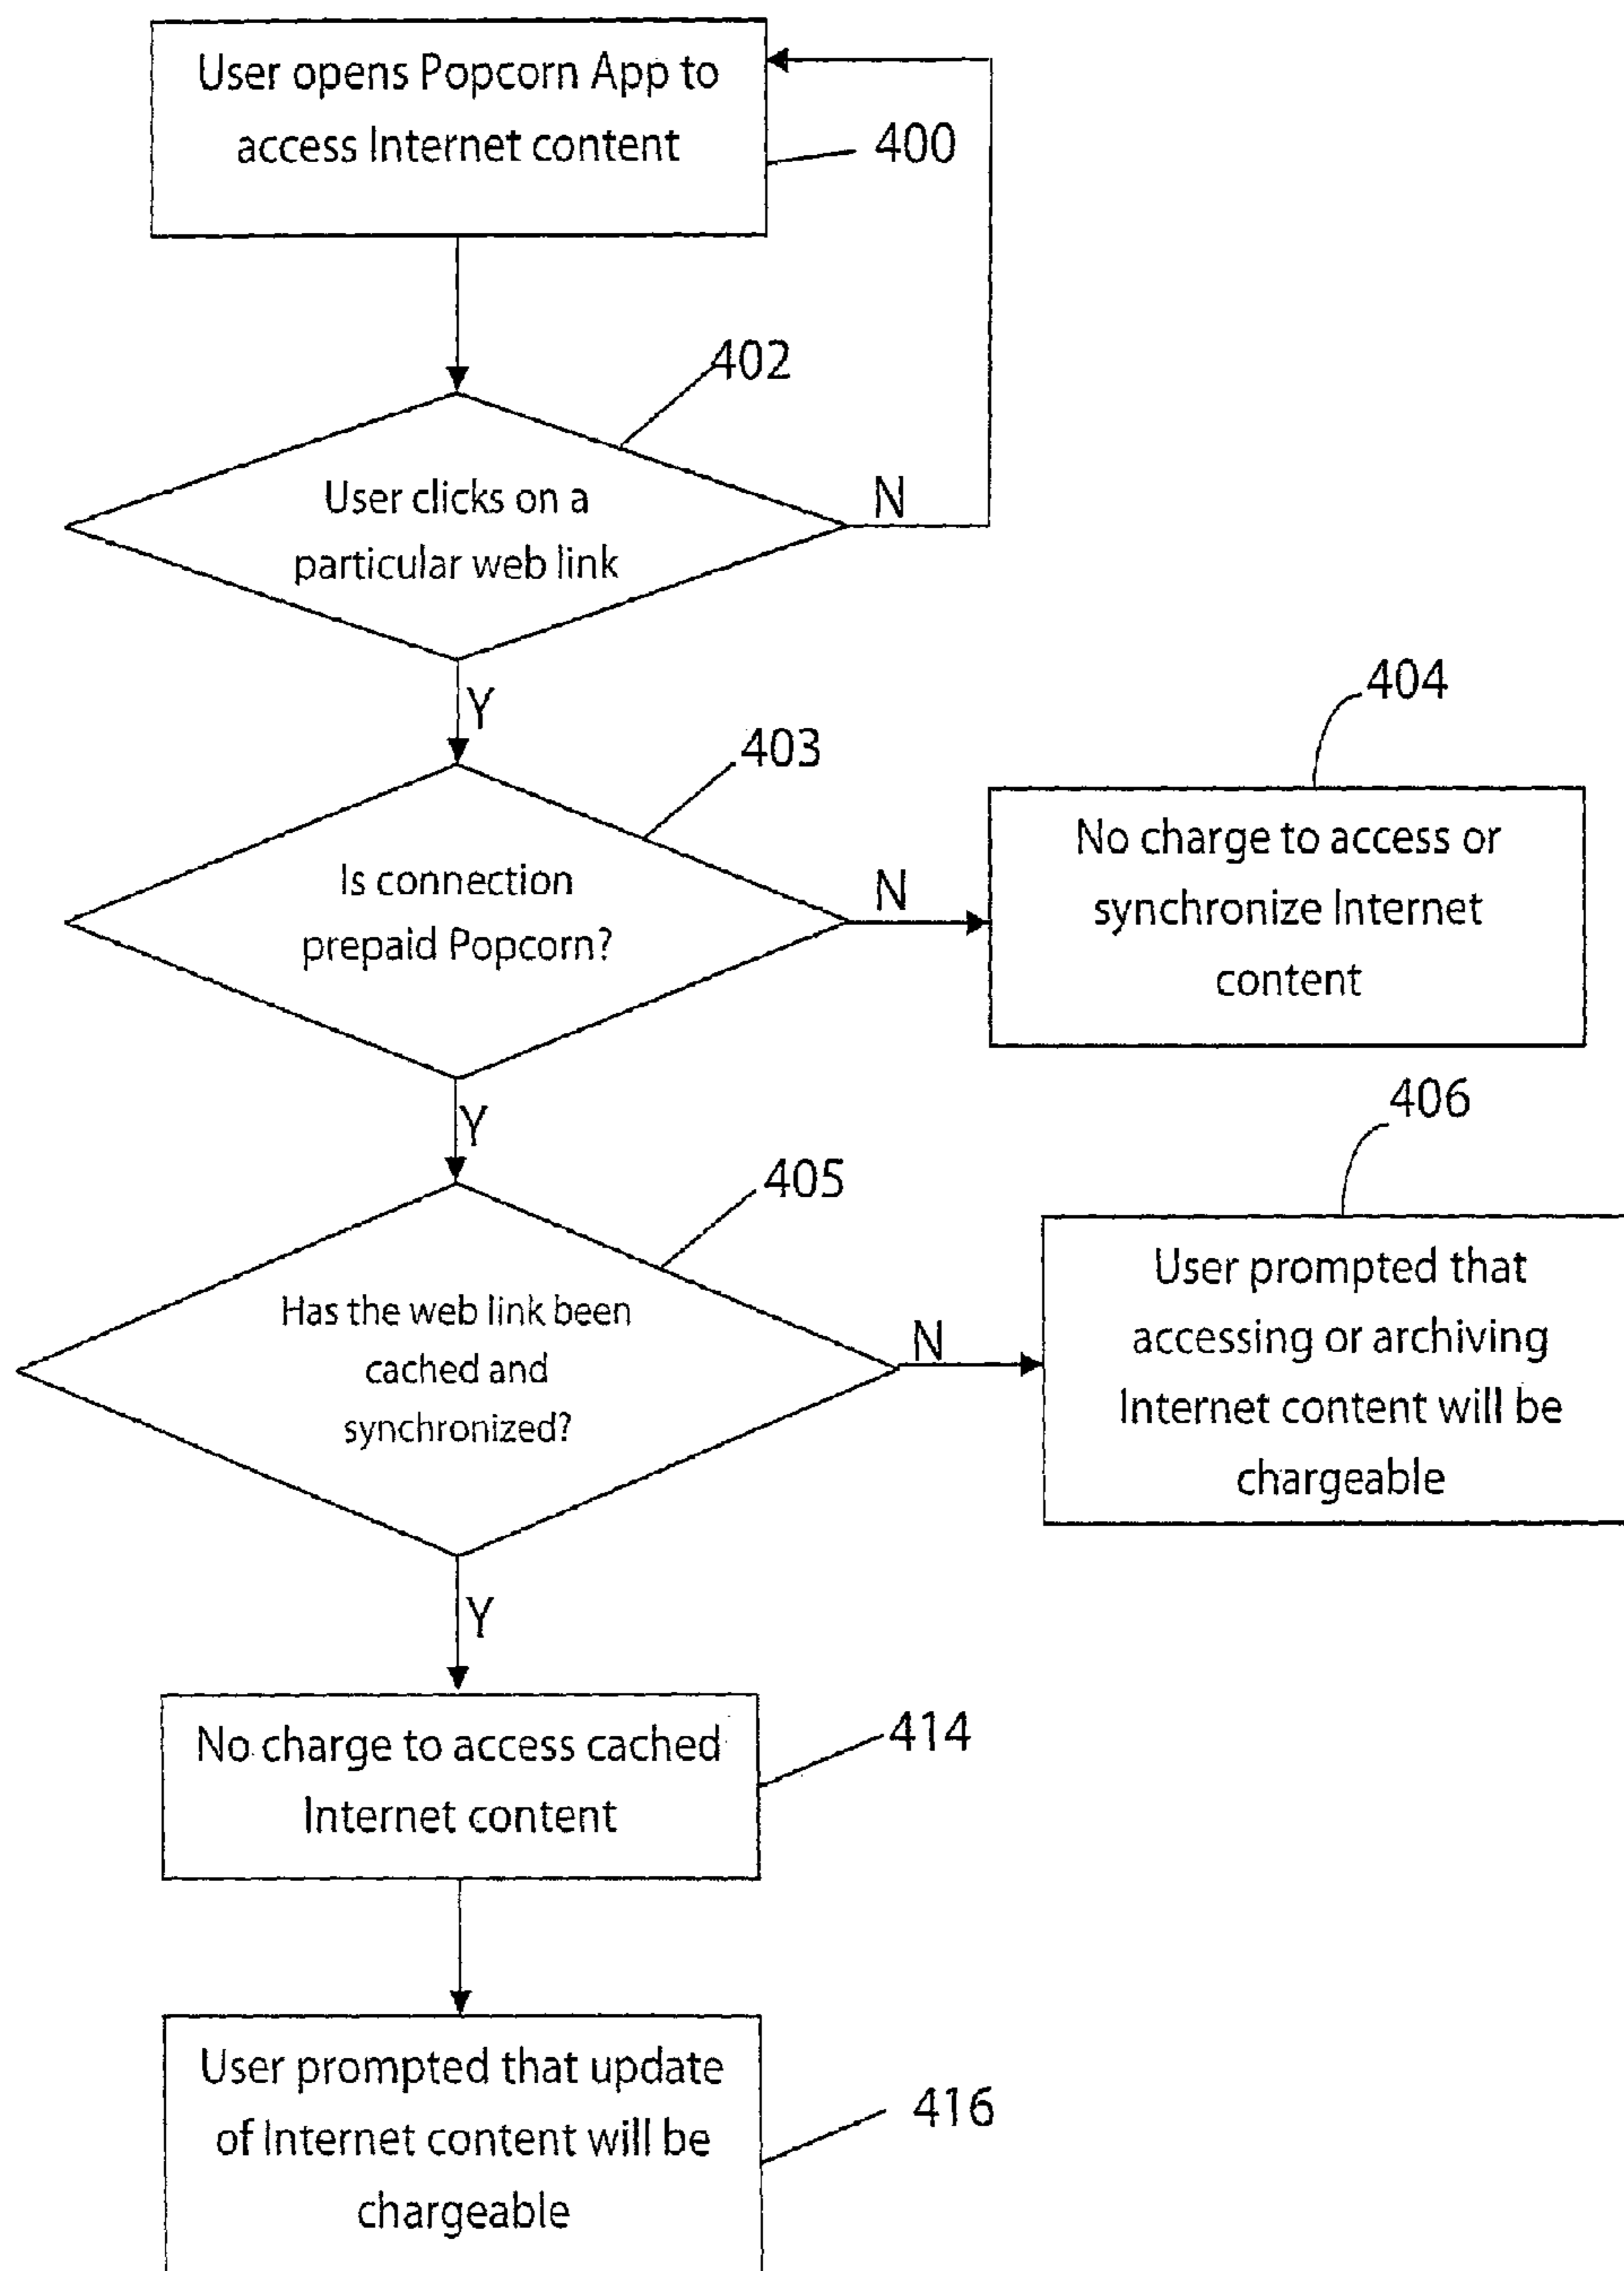 User opens Popcorn App to
access Internet content
400
402
User clicks on a
particular web link
N
Y
403
404
Is connection
prepaid Popcorn?
N
No charge to access or
synchronize Internet
content
Y
405
406
Has the web link been
cached and
synchronized?
N
User prompted that
accessing or archiving
Internet content will be
chargeable
Y
No charge to access cached
Internet content
414
User prompted that update
of Internet content will be
chargeable
416